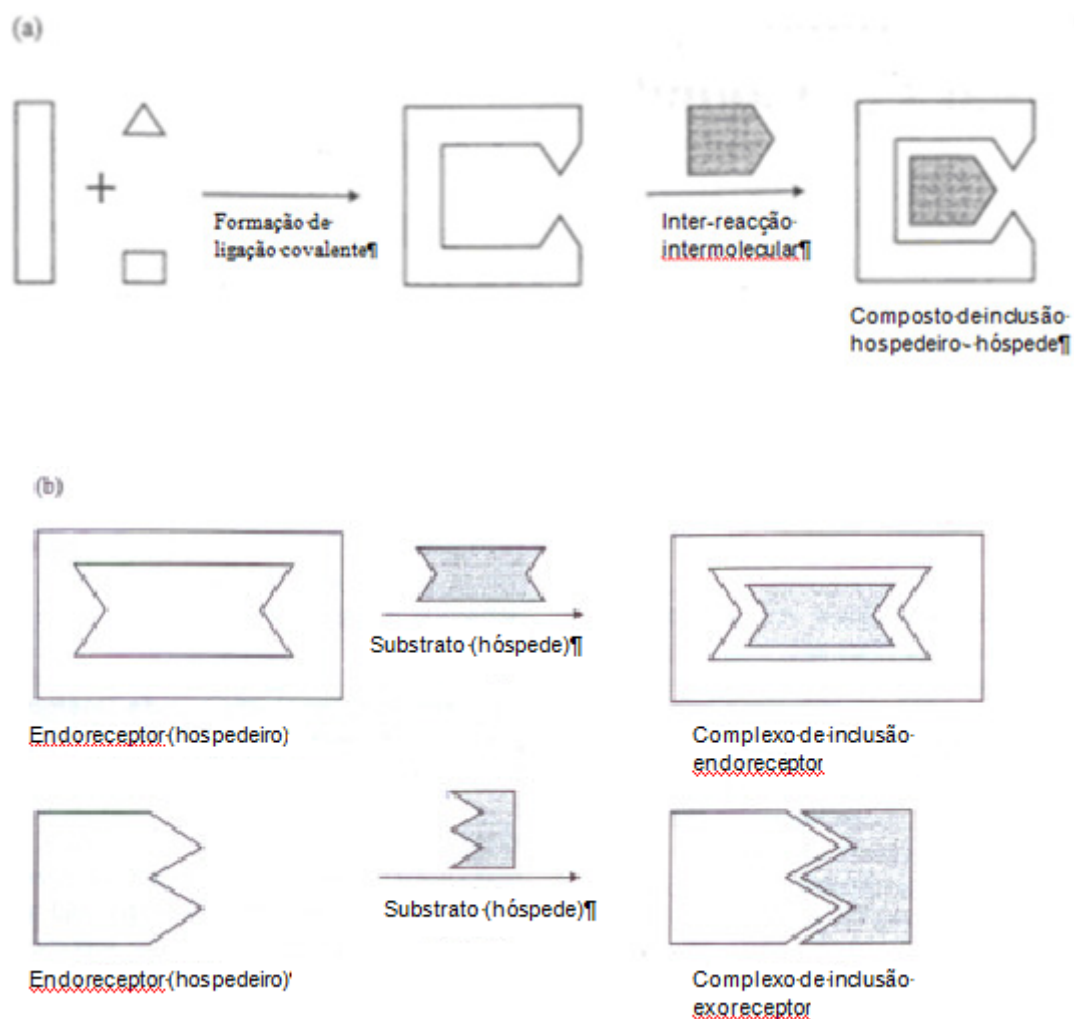 (a)
+
Formação·de·
ligação·covalente¶
Inter-reacção·
intermolecular¶
Composto·de·inclusão·
hospedeiro·-·hóspede¶
(b)
Substrato·(hóspede)¶
Endoreceptor·(hospedeiro)
Complexo·de·inclusão·
endoreceptor
Substrato·(hóspede)¶
Endoreceptor·(hospedeiro)'
Complexo·de·inclusão·
exoreceptor